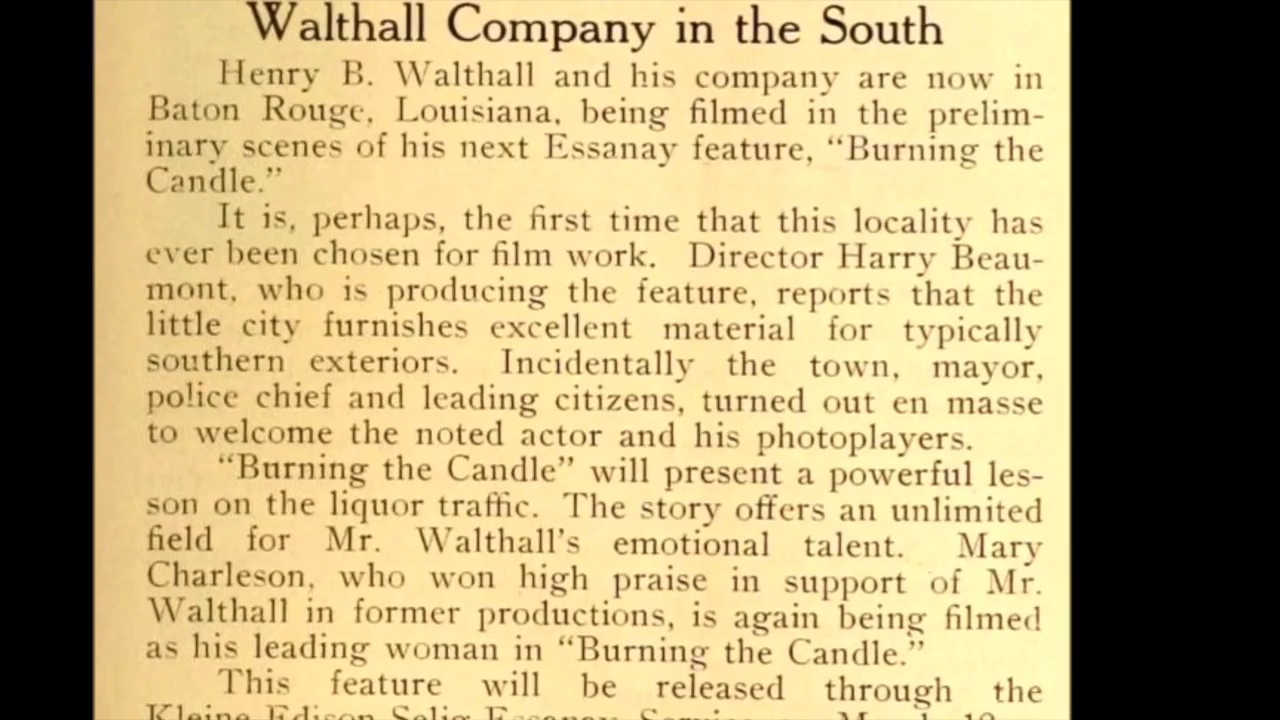 Walthall Company in the South
Henry B. Walthall and his company are now in
Baton Rouge, Louisiana, being filmed in the prelim-
inary scenes of his next Essanay feature, “Burning the
Candle.”
It is, perhaps, the first time that this locality has
ever been chosen for film work. Director Harry Beau-
mont, who is producing the feature, reports that the
little city furnishes excellent material for typically
southern exteriors. Incidentally the town, mayor,
police chief and leading citizens, turned out en masse
to welcome the noted actor and his photoplayers.
“Burning the Candle” will present a powerful les-
son on the liquor traffic. The story offers an unlimited
field for Mr. Walthall’s emotional talent. Mary
Charleson, who won high praise in support of Mr.
Walthall in former productions, is again being filmed
as his leading woman in “Burning the Candle.”
This feature will be released through the
Kleine-Edison-Selig-Essanay Service